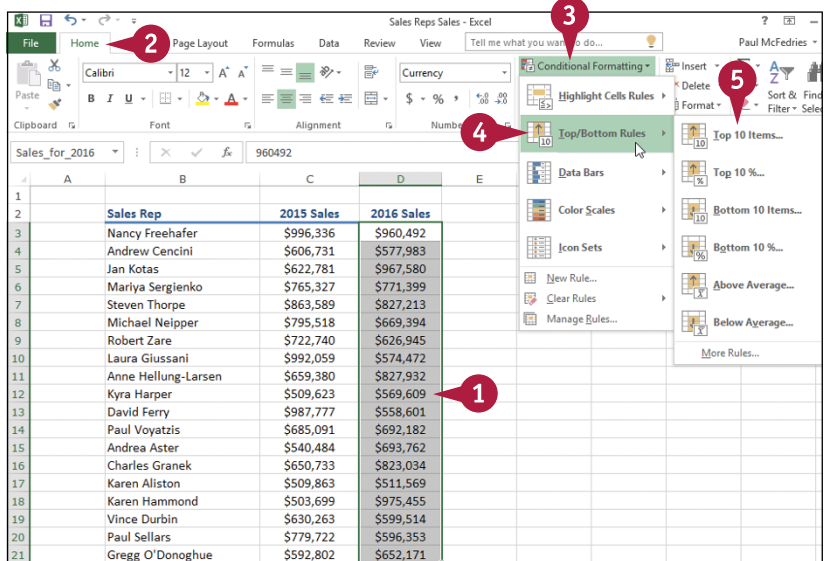 Sales Reps Sales - Excel
?
File Home Page Layout Formulas Data Review View Tell me what you want to do... Paul McFedries
2
3
Paste
Calibri 12 A A
B I U A
Currency
$ % , .0 .00
Conditional Formatting
Insert
Delete
Format
A Z
Sort & Find
Filter Selec
Clipboard Font Alignment Num
Sales_for_2016 fx 960492
Highlight Cells Rules
Top/Bottom Rules
Data Bars
Color Scales
Icon Sets
New Rule...
Clear Rules
Manage Rules...
4
5
Top 10 Items...
Top 10 %...
Bottom 10 Items...
Bottom 10 %...
Above Average...
Below Average...
More Rules...
A B C D E
1
2 Sales Rep 2015 Sales 2016 Sales
3 Nancy Freehafer $996,336 $960,492
4 Andrew Cencini $606,731 $577,983
5 Jan Kotas $622,781 $967,580
6 Mariya Sergienko $765,327 $771,399
7 Steven Thorpe $863,589 $827,213
8 Michael Neipper $795,518 $669,394
9 Robert Zare $722,740 $626,945
10 Laura Giussani $992,059 $574,472
11 Anne Hellung-Larsen $659,380 $827,932
12 Kyra Harper $509,623 $569,609
1
13 David Ferry $987,777 $558,601
14 Paul Voyatzis $685,091 $692,182
15 Andrea Aster $540,484 $693,762
16 Charles Granek $650,733 $823,034
17 Karen Aliston $509,863 $511,569
18 Karen Hammond $503,699 $975,455
19 Vince Durbin $630,263 $599,514
20 Paul Sellars $779,722 $596,353
21 Gregg O'Donoghue $592,802 $652,171